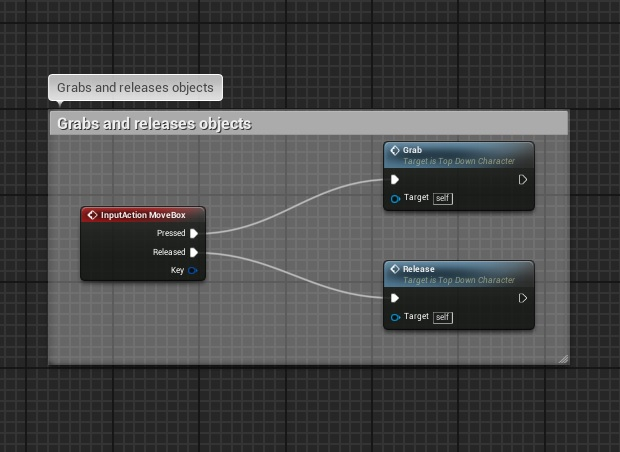 Grabs and releases objects
Grabs and releases objects
Grab
Target is Top Down Character
Target self
InputAction MoveBox
Pressed
Released
Key
Release
Target is Top Down Character
Target self